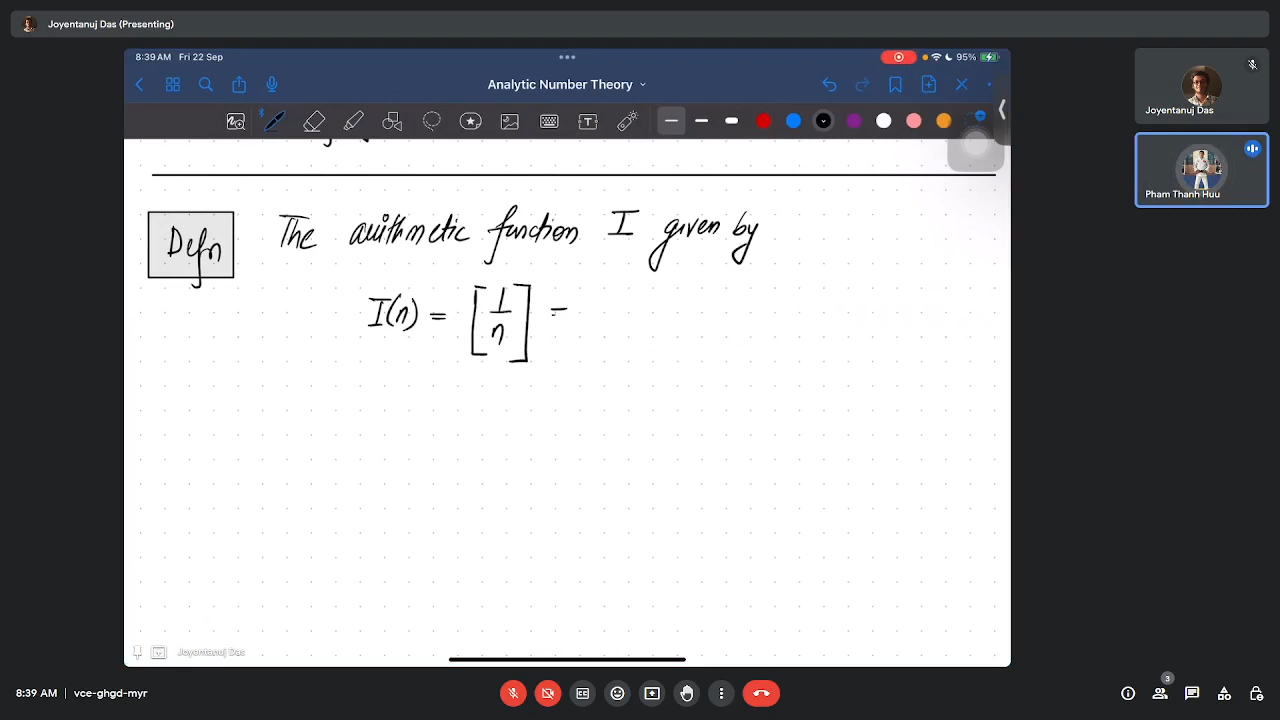 Joyentanuj Das (Presenting)
8:39 AM Fri 22 Sep
95%
Analytic Number Theory
Joyentanuj Das
Pham Thanh Huu
Defn
The arithmetic function I given by
I(n) = [1/n] =
Joyentanuj Das
8:39 AM | vce-ghgd-myr
3